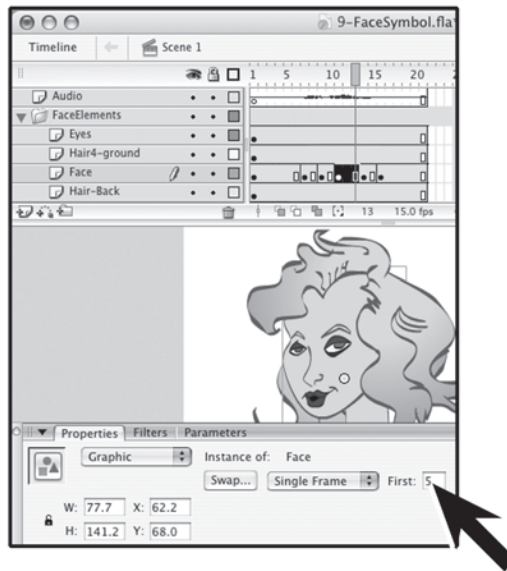 9-FaceSymbol.fla*
Timeline Scene 1
1 5 10 15 20
Audio
FaceElements
Eyes
Hair4-ground
Face
Hair-Back
13 15.0 fps
Properties Filters Parameters
Graphic Instance of: Face
Swap... Single Frame First: 5
W: 77.7 X: 62.2
H: 141.2 Y: 68.0